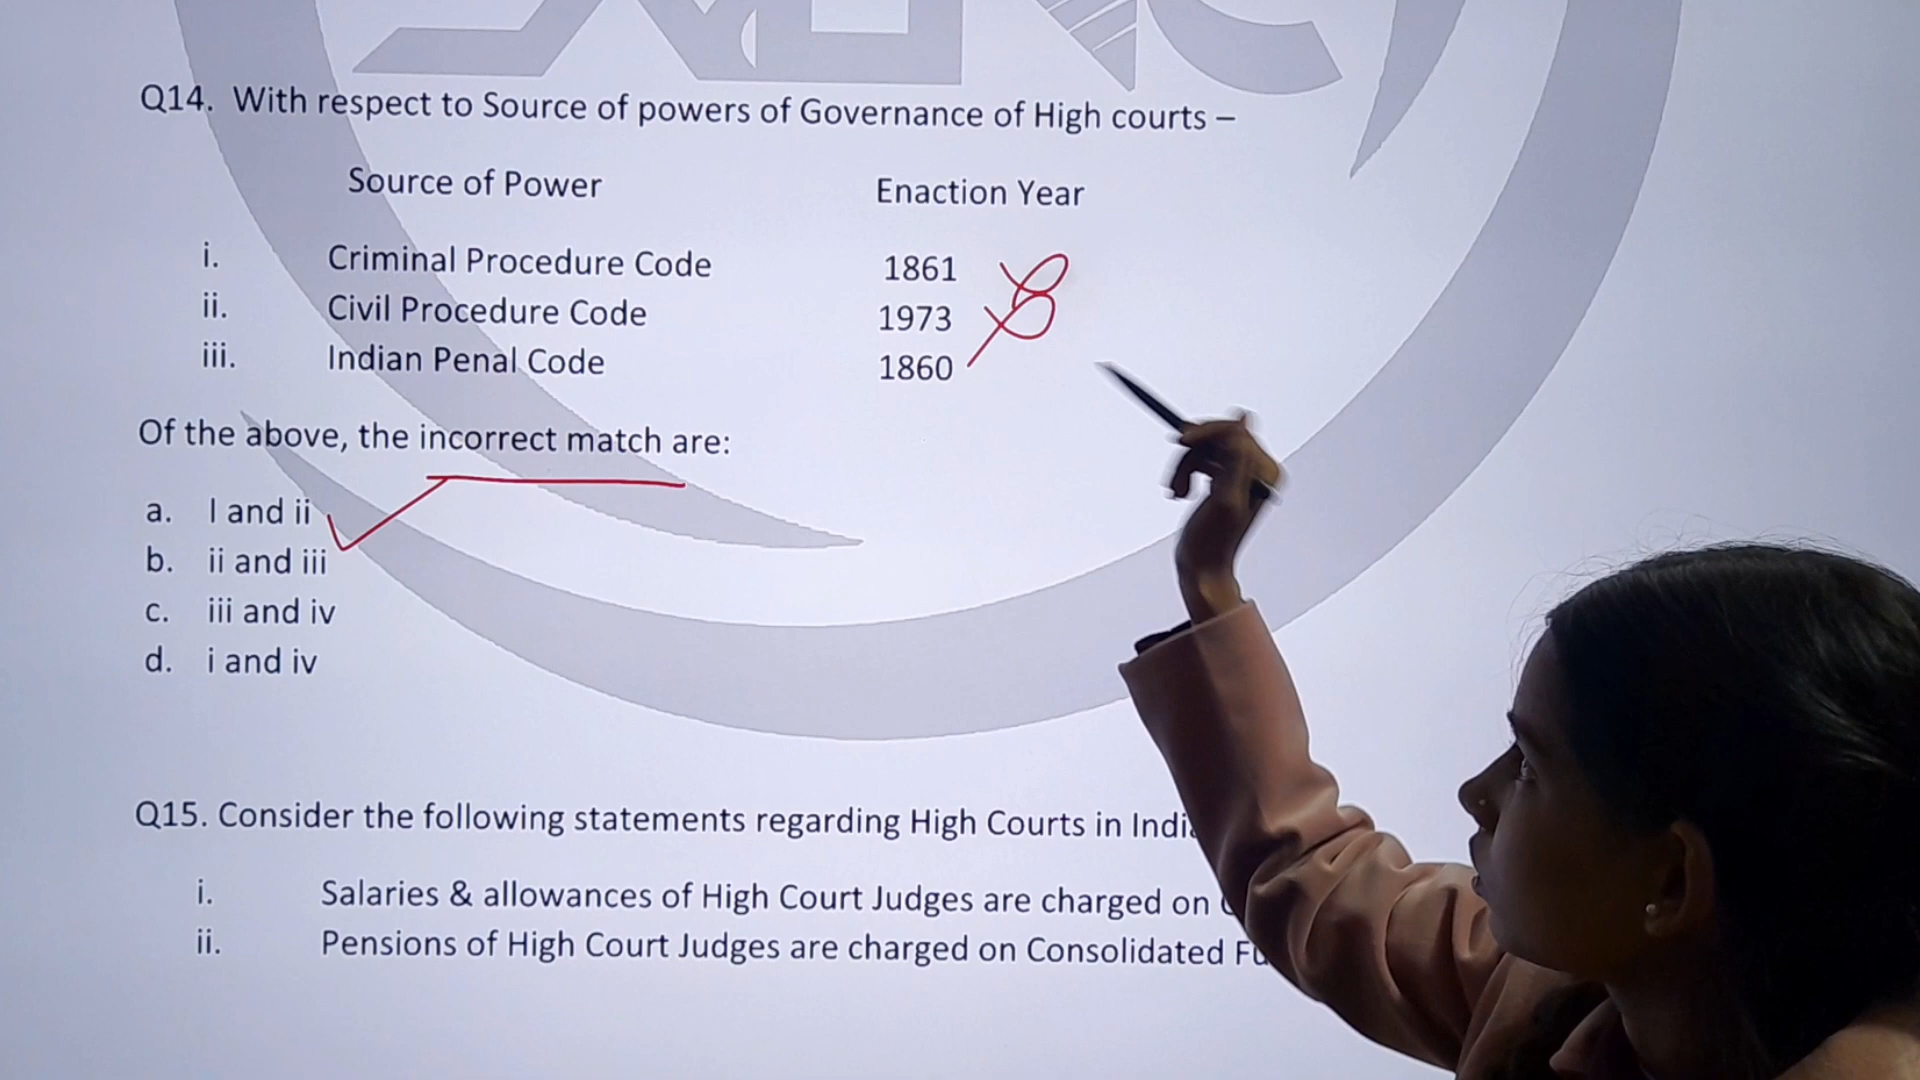 Q14. With respect to Source of powers of Governance of High courts –
Source of Power Enaction Year
i. Criminal Procedure Code 1861
ii. Civil Procedure Code 1973
iii. Indian Penal Code 1860
Of the above, the incorrect match are:
a. I and ii
b. ii and iii
c. iii and iv
d. i and iv
Q15. Consider the following statements regarding High Courts in
i. Salaries & allowances of High Court Judges are charged on
ii. Pensions of High Court Judges are charged on Consolidated